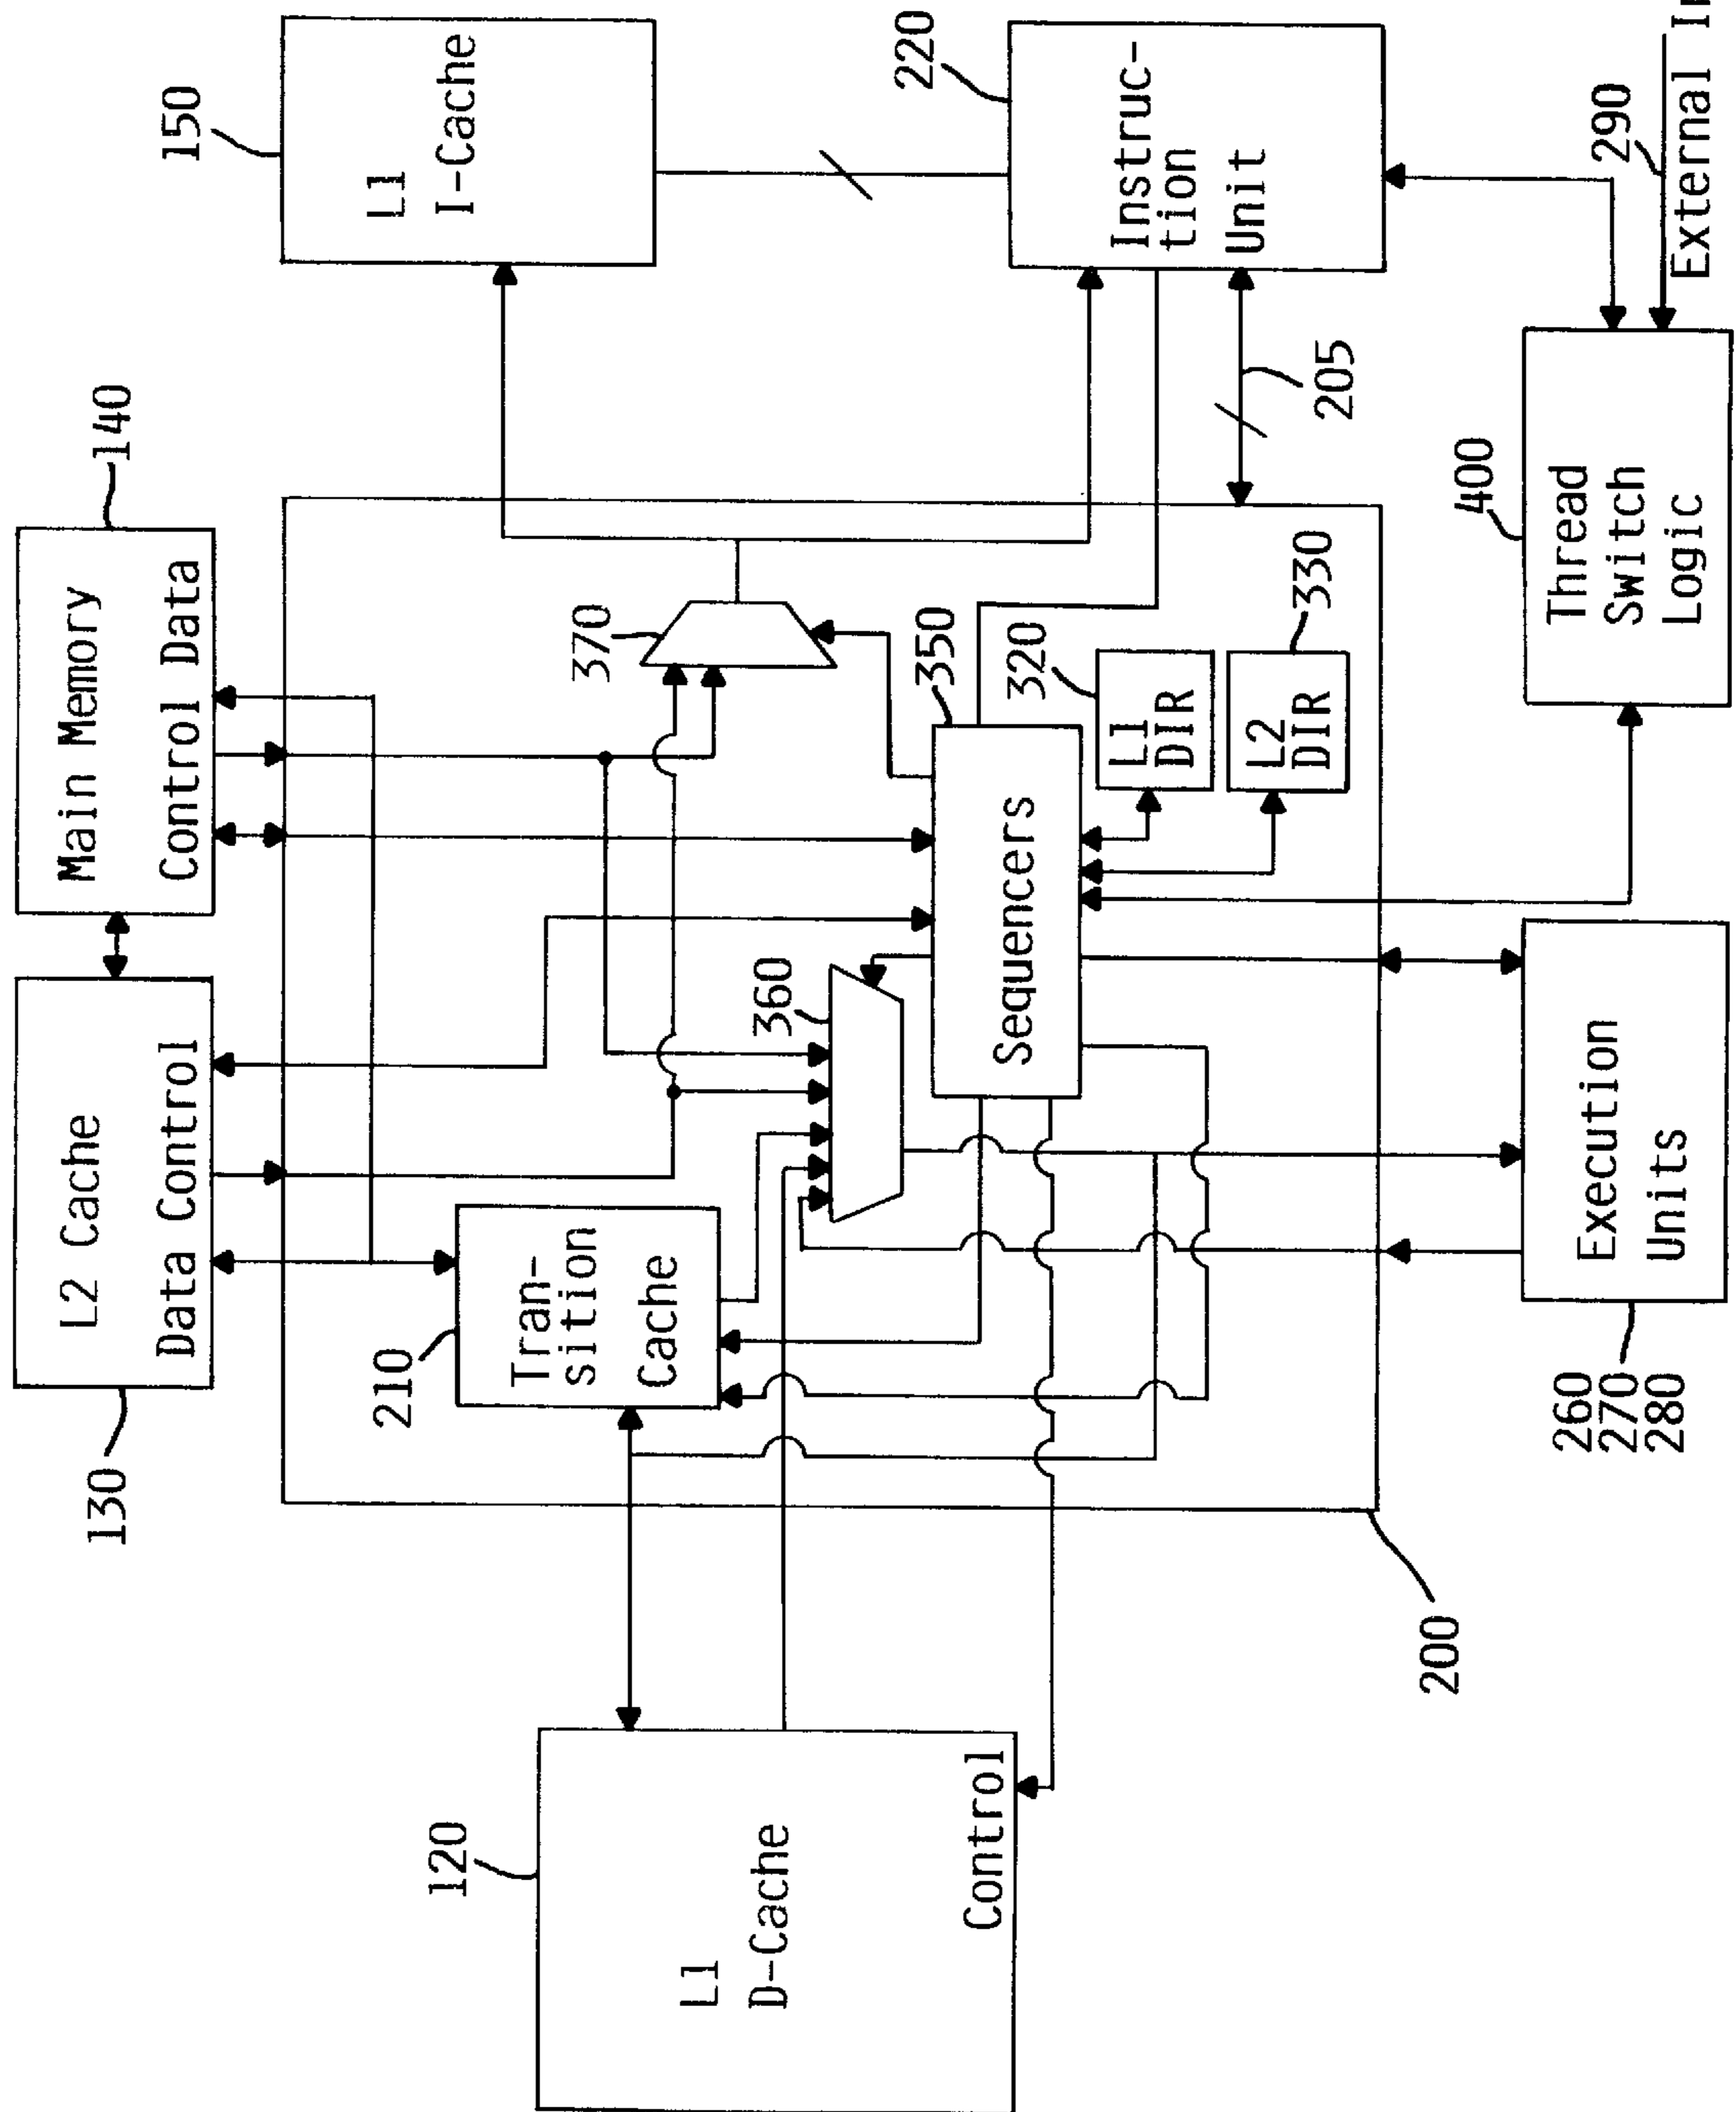 L1
D-Cache
Control
120
130
L2 Cache
Data Control
Main Memory
Control Data
140
150
L1
I-Cache
210
Tran-
sition
Cache
360
370
Sequencers
350
320
L1
DIR
L2
DIR
330
200
205
220
Instruc-
tion
Unit
Execution
Units
260
270
280
400
Thread
Switch
Logic
290
External